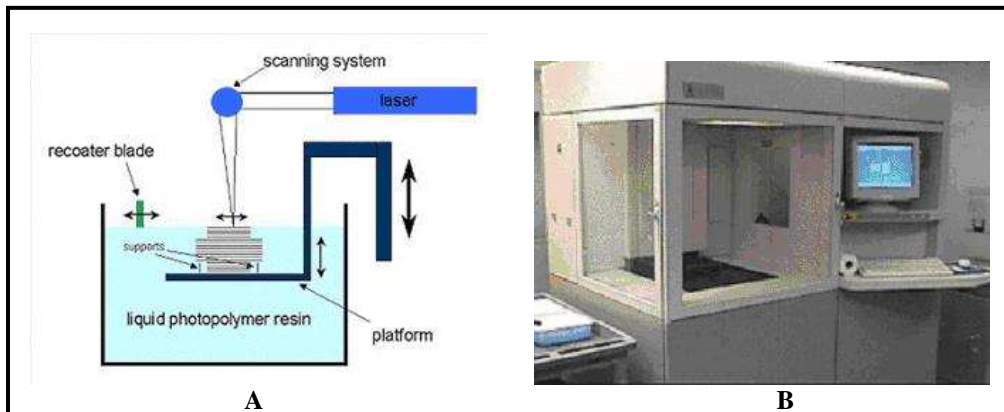 scanning system
laser
recoater blade
supports
liquid photopolymer resin
platform
A
B